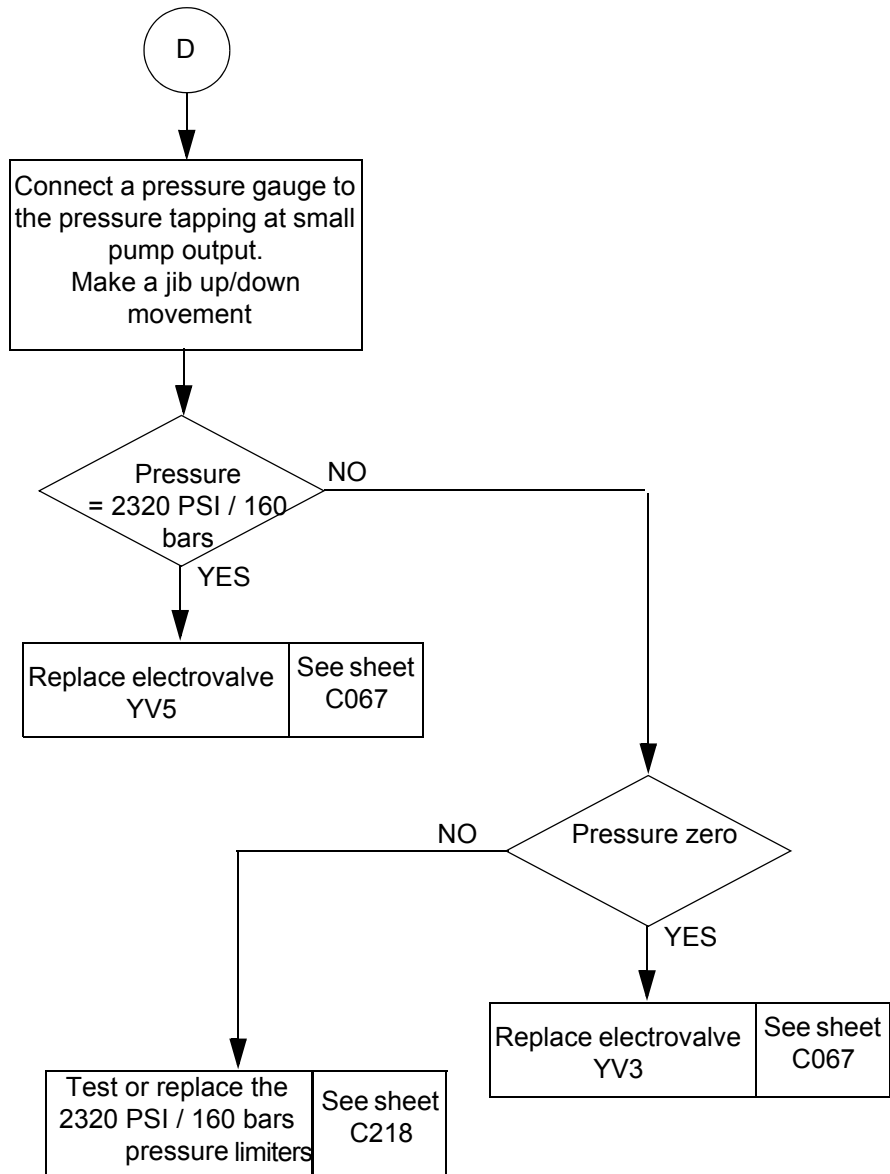 D
Connect a pressure gauge to
the pressure tapping at small
pump output.
Make a jib up/down
movement
Pressure
= 2320 PSI / 160
bars
NO
YES
Replace electrovalve
YV5
See sheet
C067
Pressure zero
NO
YES
Replace electrovalve
YV3
See sheet
C067
Test or replace the
2320 PSI / 160 bars
pressure limiters
See sheet
C218